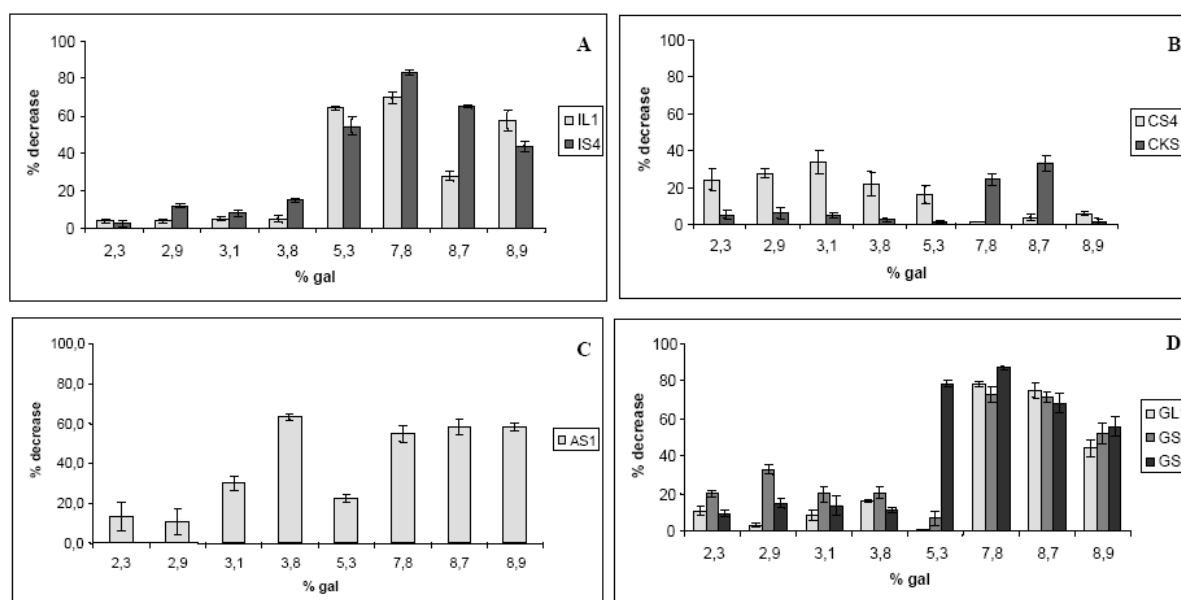 A
% decrease
100
80
60
40
20
0
2,3 2,9 3,1 3,8 5,3 7,8 8,7 8,9
% gal
IL1
IS4
B
% decrease
100
80
60
40
20
0
2,3 2,9 3,1 3,8 5,3 7,8 8,7 8,9
% gal
CS4
CKS
C
% decrease
100,0
80,0
60,0
40,0
20,0
0,0
2,3 2,9 3,1 3,8 5,3 7,8 8,7 8,9
% gal
AS1
D
% decrease
100
80
60
40
20
0
2,3 2,9 3,1 3,8 5,3 7,8 8,7 8,9
% gal
GL
GS
GS